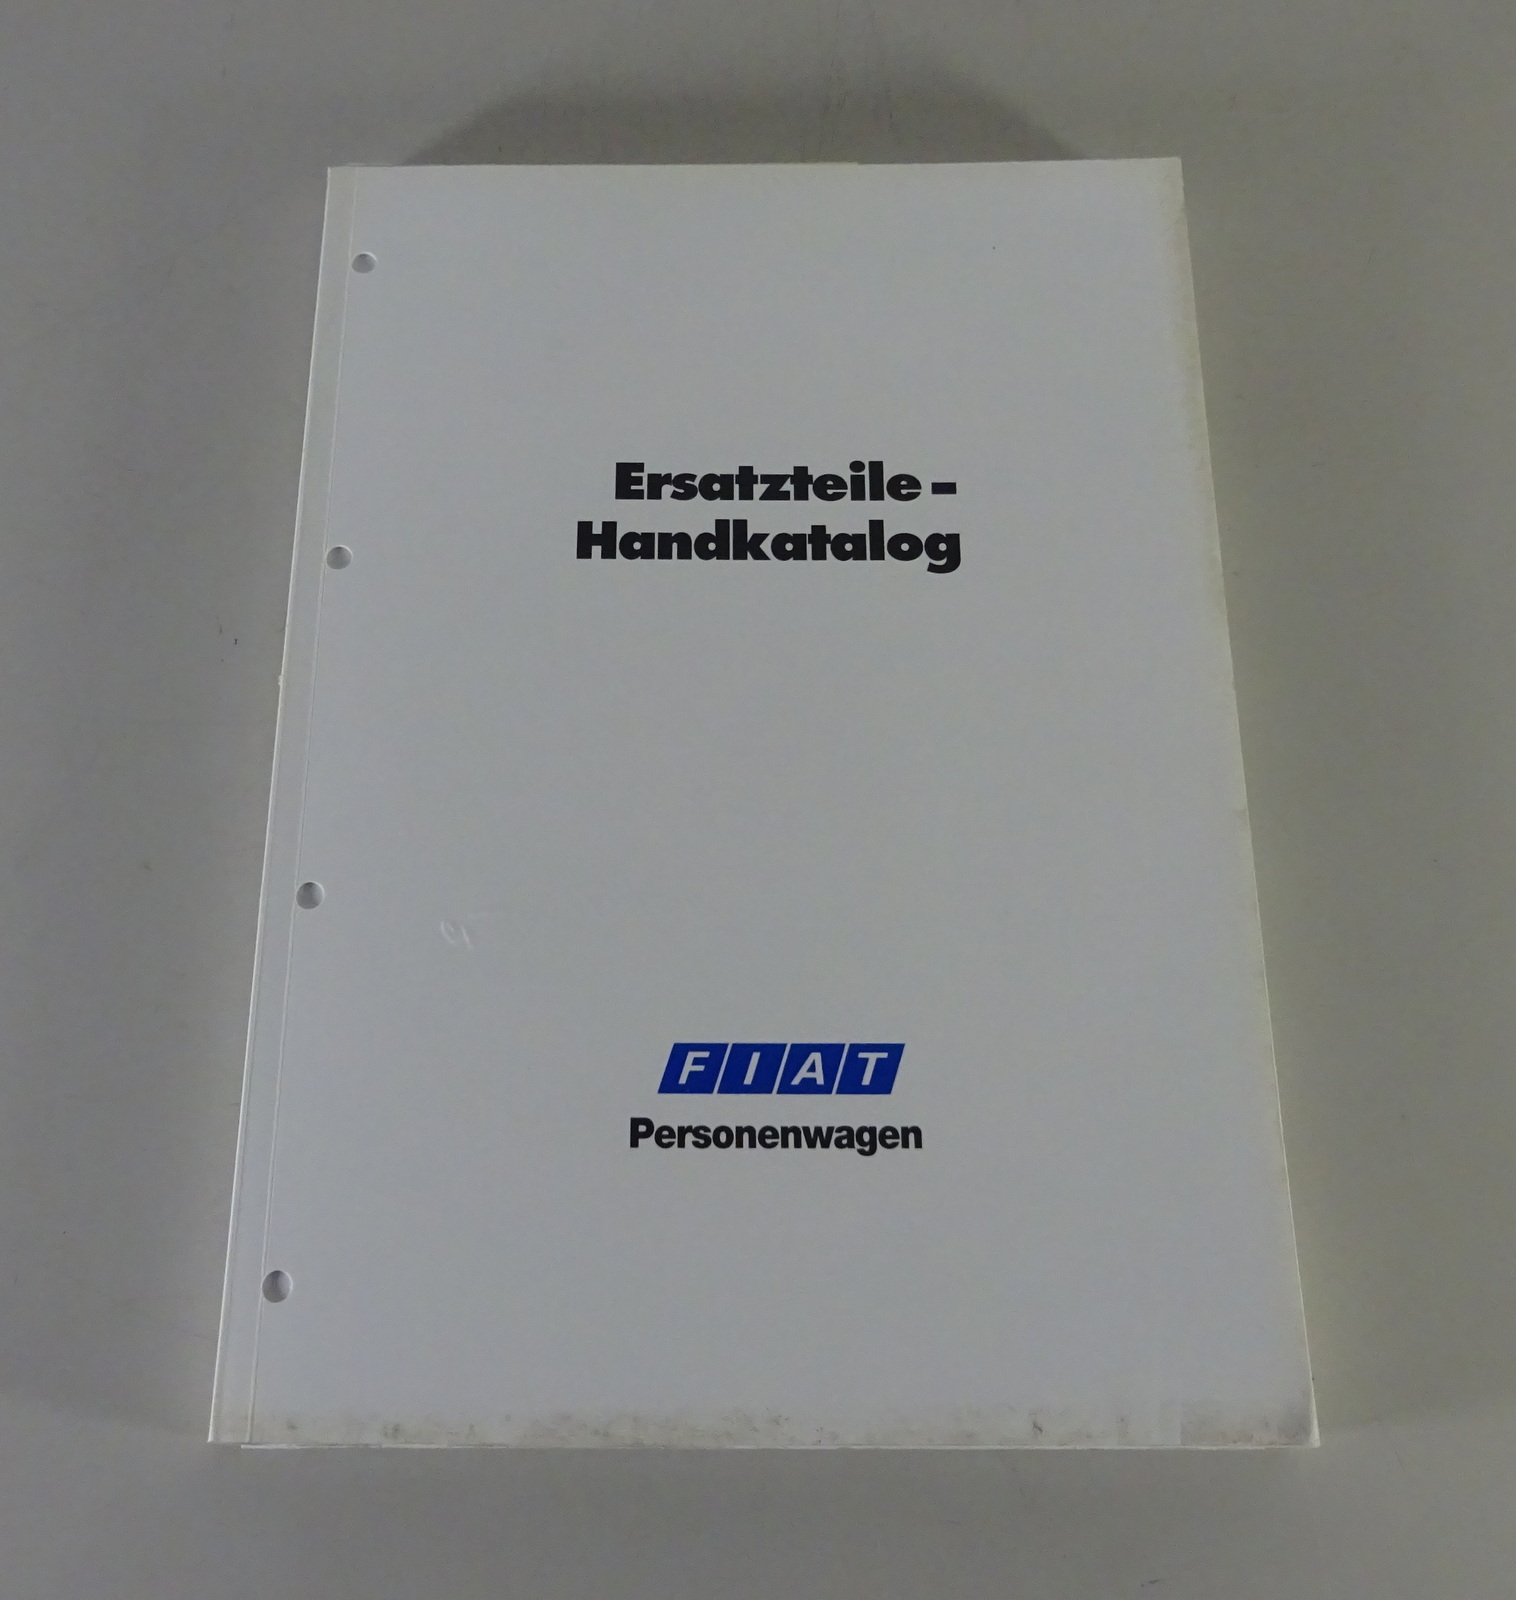 Ersatzteile-
Handkatalog
FIAT
Personenwagen